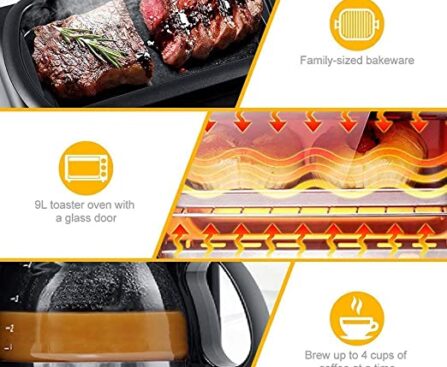 Family-sized bakeware
9L toaster oven with
a glass door
Brew up to 4 cups of
coffee at a time